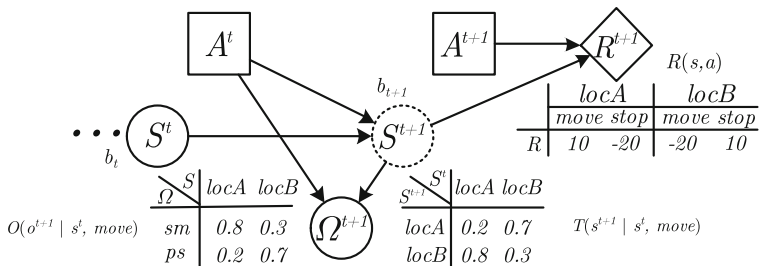 A^t
A^{t+1}
R^{t+1}
R(s,a)
b_{t+1}
locA locB
move stop move stop
R 10 -20 -20 10
S^t
S^{t+1}
b_t
S locA locB
Ω
sm 0.8 0.3
ps 0.2 0.7
O(o^{t+1} | s^t, move)
Ω^{t+1}
S^t locA locB
S^{t+1}
locA 0.2 0.7
locB 0.8 0.3
T(s^{t+1} | s^t, move)